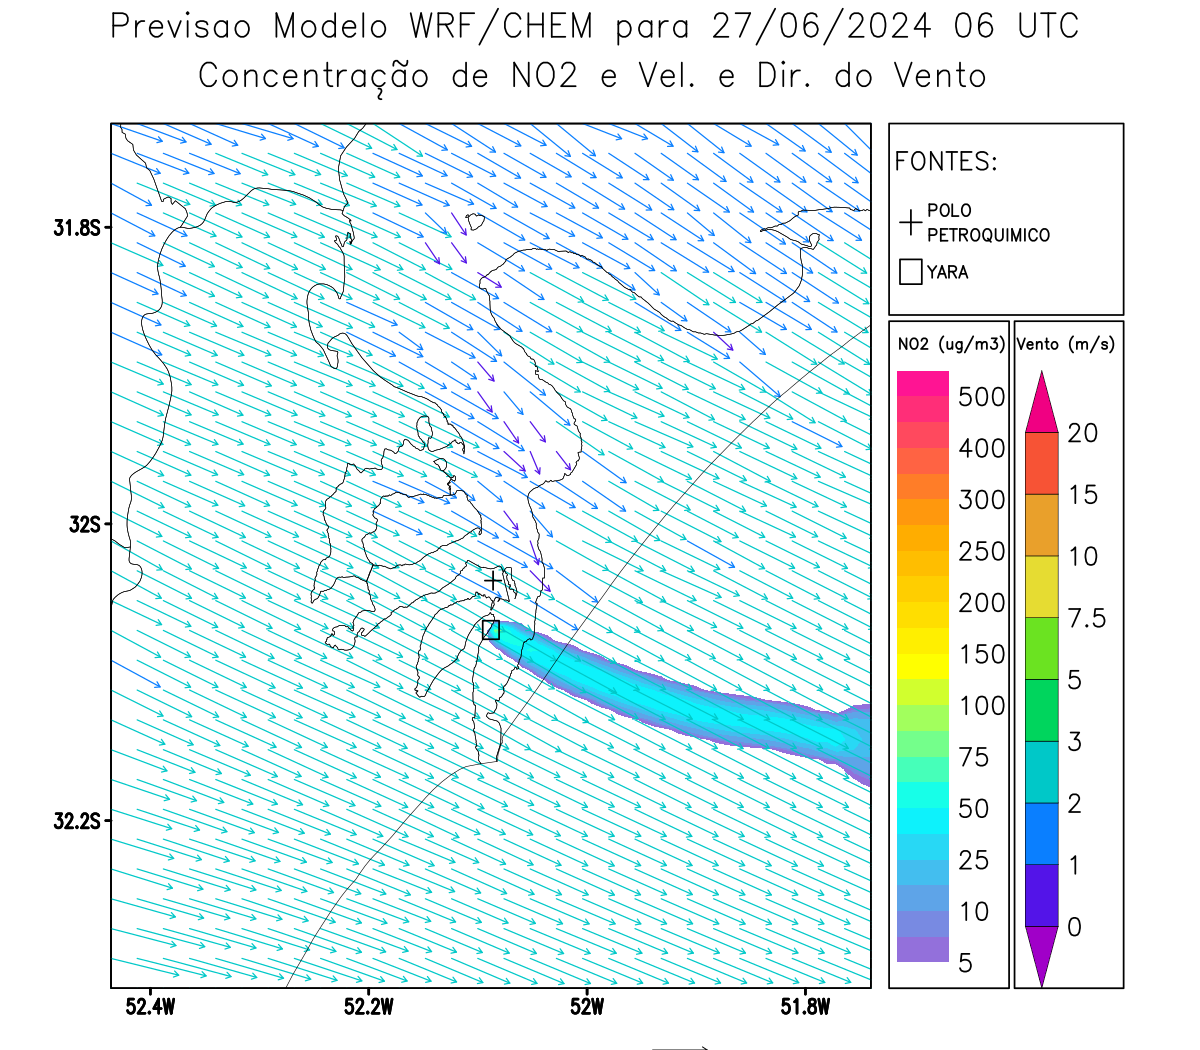 Previsao Modelo WRF/CHEM para 27/06/2024 06 UTC
Concentração de NO2 e Vel. e Dir. do Vento
FONTES:
POLO
PETROQUIMICO
YARA
31.8S
32S
32.2S
52.4W
52.2W
52W
51.8W
NO2 (ug/m3)
500
400
300
250
200
150
100
75
50
25
10
5
Vento (m/s)
20
15
10
7.5
5
3
2
1
0